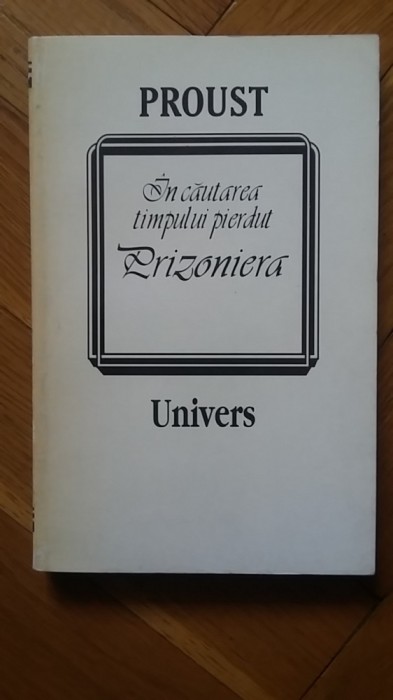 PROUST
În căutarea
timpului pierdut
Prizoniera
Univers